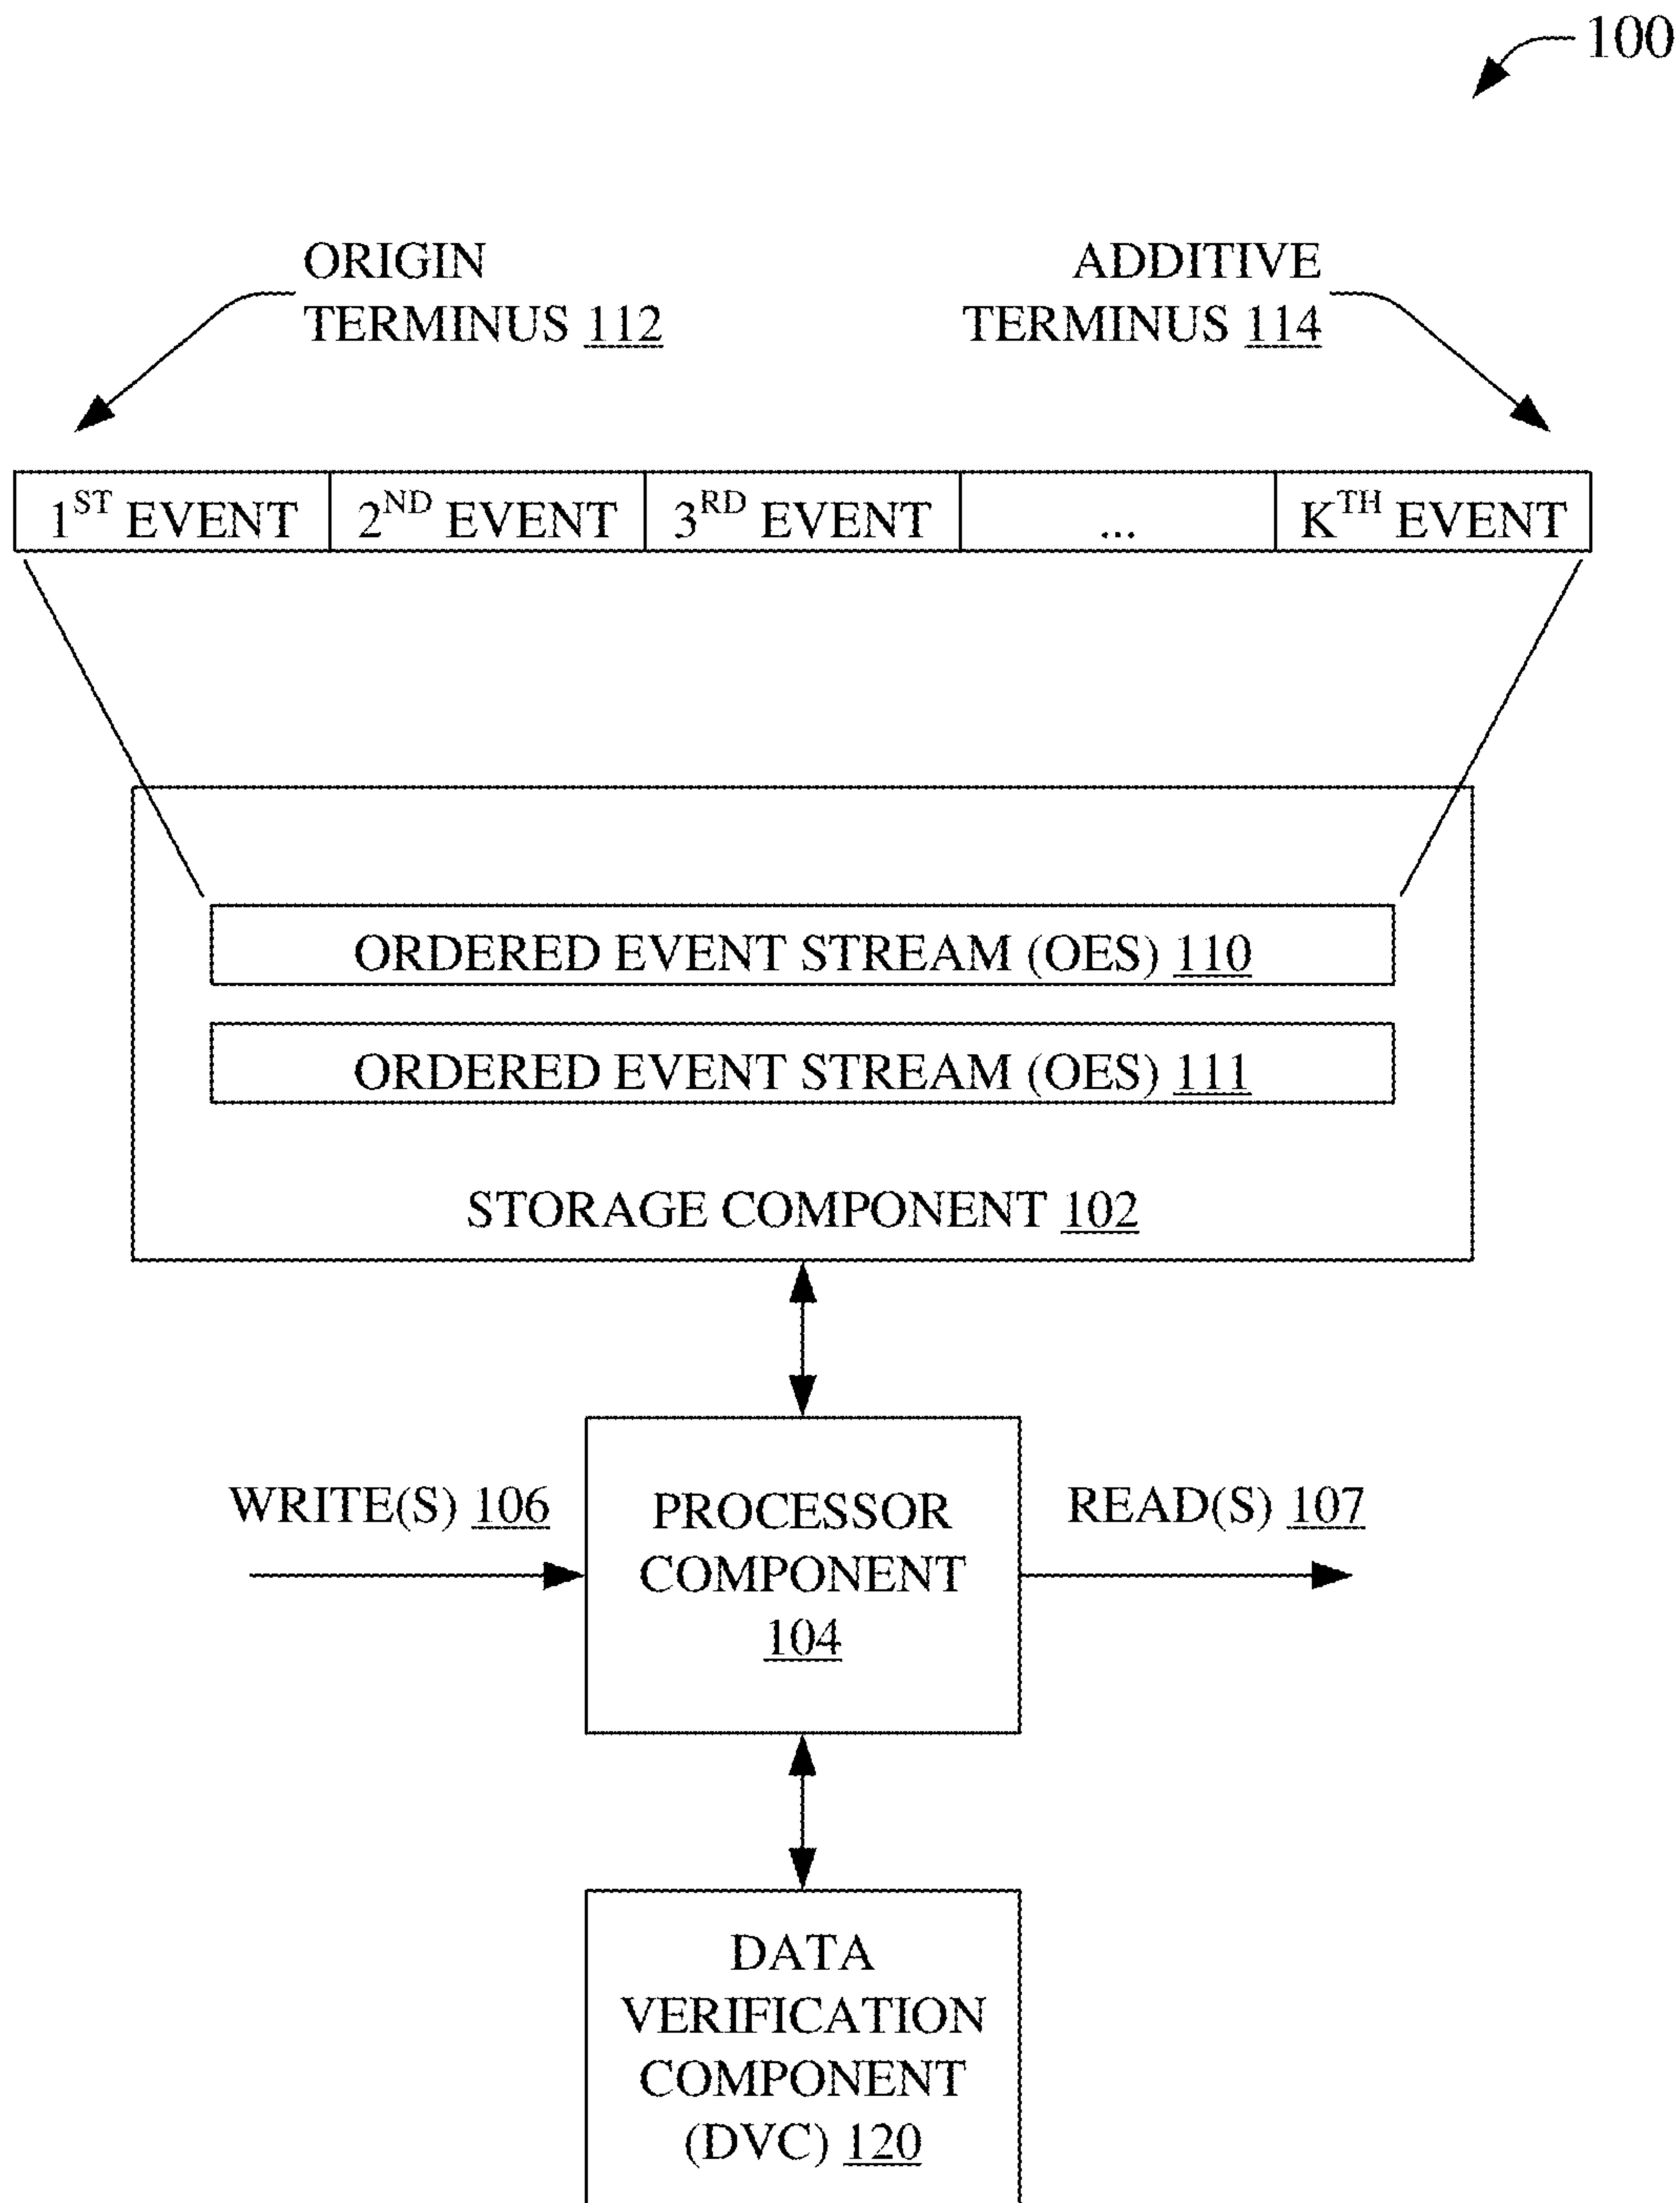 100
ORIGIN
TERMINUS 112
ADDITIVE
TERMINUS 114
1ST EVENT
2ND EVENT
3RD EVENT
...
KTH EVENT
ORDERED EVENT STREAM (OES) 110
ORDERED EVENT STREAM (OES) 111
STORAGE COMPONENT 102
WRITE(S) 106
PROCESSOR
COMPONENT
104
READ(S) 107
DATA
VERIFICATION
COMPONENT
(DVC) 120